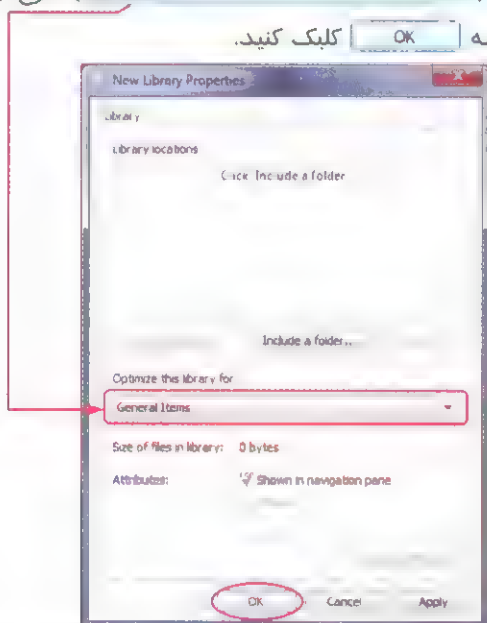 OK کلیک کنید.
New Library Properties
Library
Library locations
Click Include a folder
Include a folder...
Optimize this library for
General Items
Size of files in library: 0 bytes
Attributes: Shown in navigation pane
OK Cancel Apply